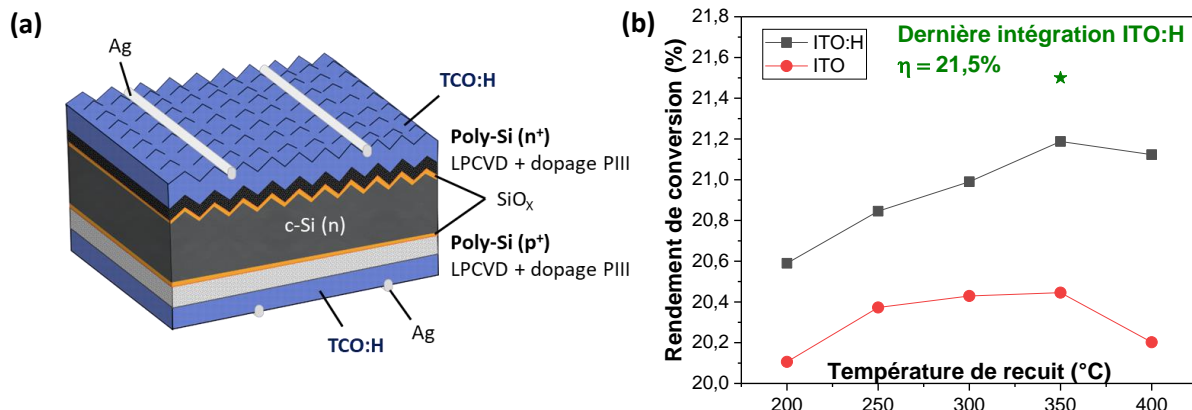 (a)
Ag
TCO:H
Poly-Si (n⁺)
LPCVD + dopage PIII
SiOₓ
c-Si (n)
Poly-Si (p⁺)
LPCVD + dopage PIII
Ag
TCO:H
(b)
Rendement de conversion (%)
21,8
21,6
21,4
21,2
21,0
20,8
20,6
20,4
20,2
20,0
ITO:H
ITO
Dernière intégration ITO:H
η = 21,5%
Température de recuit (°C)
200
250
300
350
400